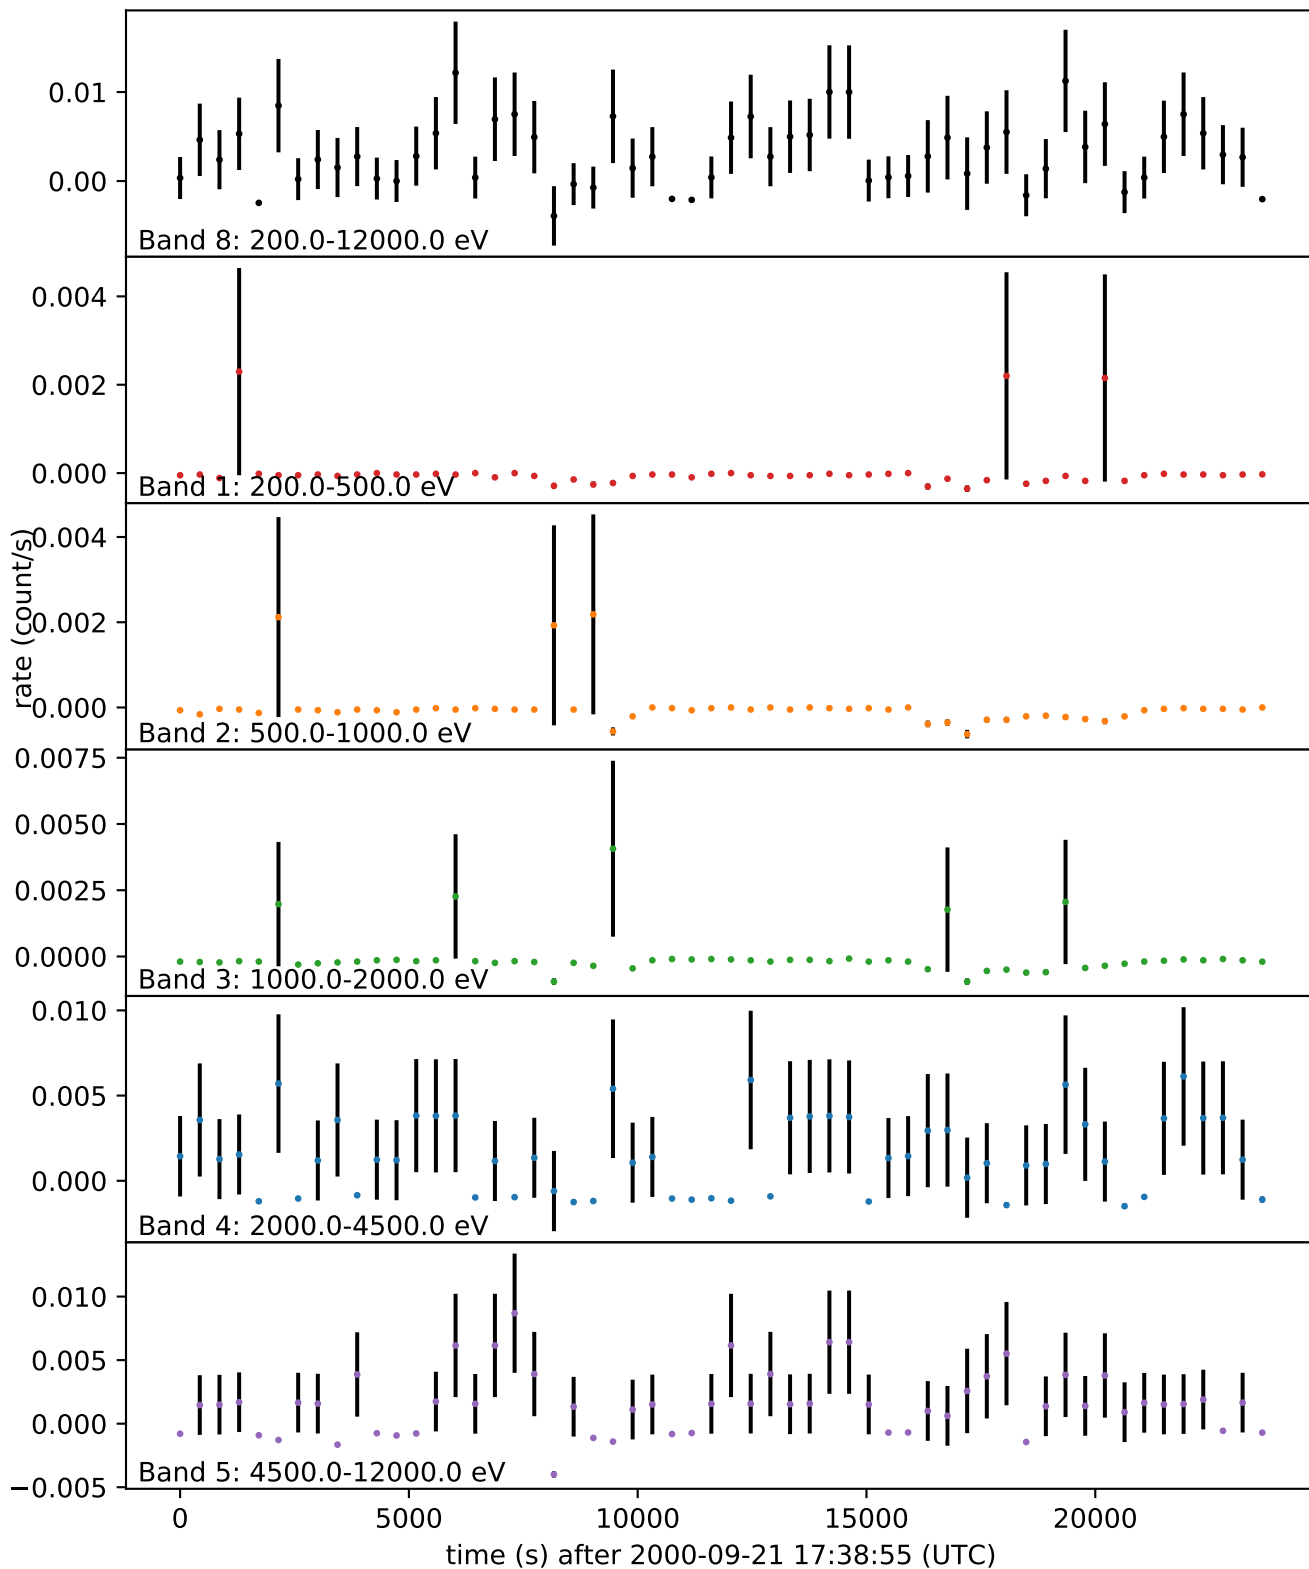 0.01
0.00
Band 8: 200.0-12000.0 eV
0.004
0.002
0.000
Band 1: 200.0-500.0 eV
rate (count/s)
0.004
0.002
0.000
Band 2: 500.0-1000.0 eV
0.0075
0.0050
0.0025
0.0000
Band 3: 1000.0-2000.0 eV
0.010
0.005
0.000
Band 4: 2000.0-4500.0 eV
0.010
0.005
0.000
−0.005
Band 5: 4500.0-12000.0 eV
0 5000 10000 15000 20000
time (s) after 2000-09-21 17:38:55 (UTC)